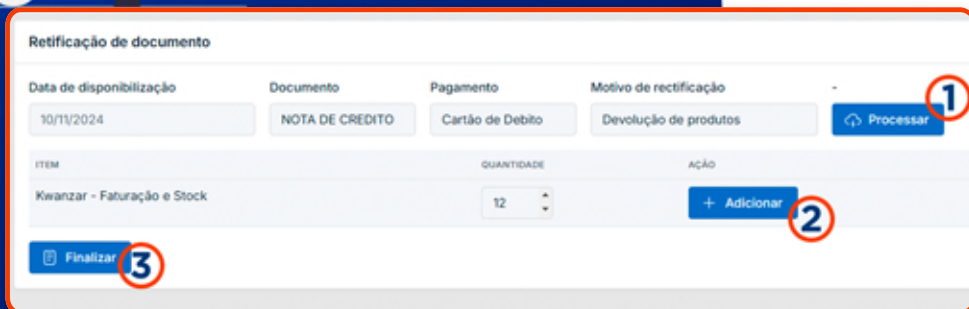 Retificação de documento
Data de disponibilização Documento Pagamento Motivo de rectificação -
10/11/2024 NOTA DE CREDITO Cartão de Debito Devolução de produtos Processar 1
ITEM QUANTIDADE AÇÃO
Kwanzar - Faturação e Stock 12 + Adicionar 2
Finalizar 3